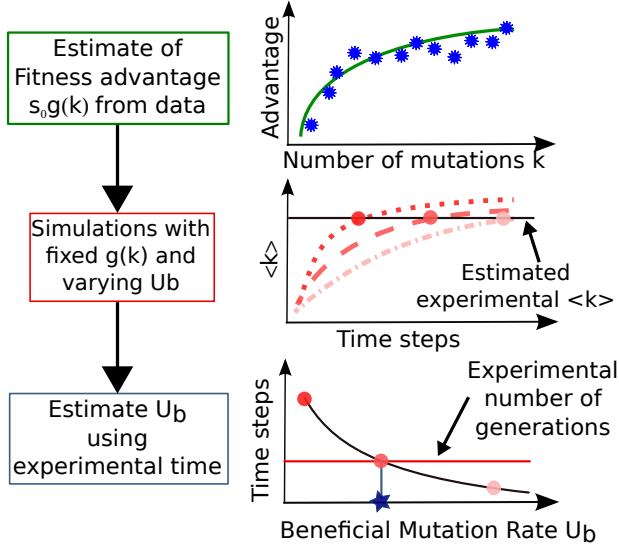 Estimate of
Fitness advantage
s₀g(k) from data
Advantage
Number of mutations k
Simulations with
fixed g(k) and
varying Ub
<k>
Estimated
experimental <k>
Time steps
Estimate Ub
using
experimental time
Time steps
Experimental
number of
generations
Beneficial Mutation Rate Ub